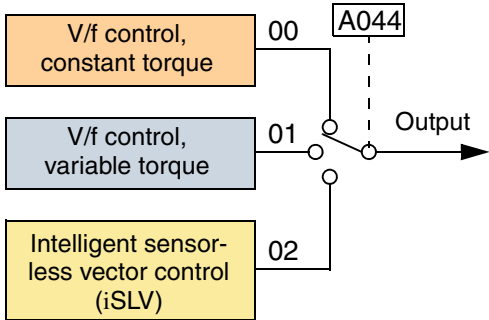 V/f control,
constant torque
00
A044
V/f control,
variable torque
01
Output
Intelligent sensor-
less vector control
(iSLV)
02